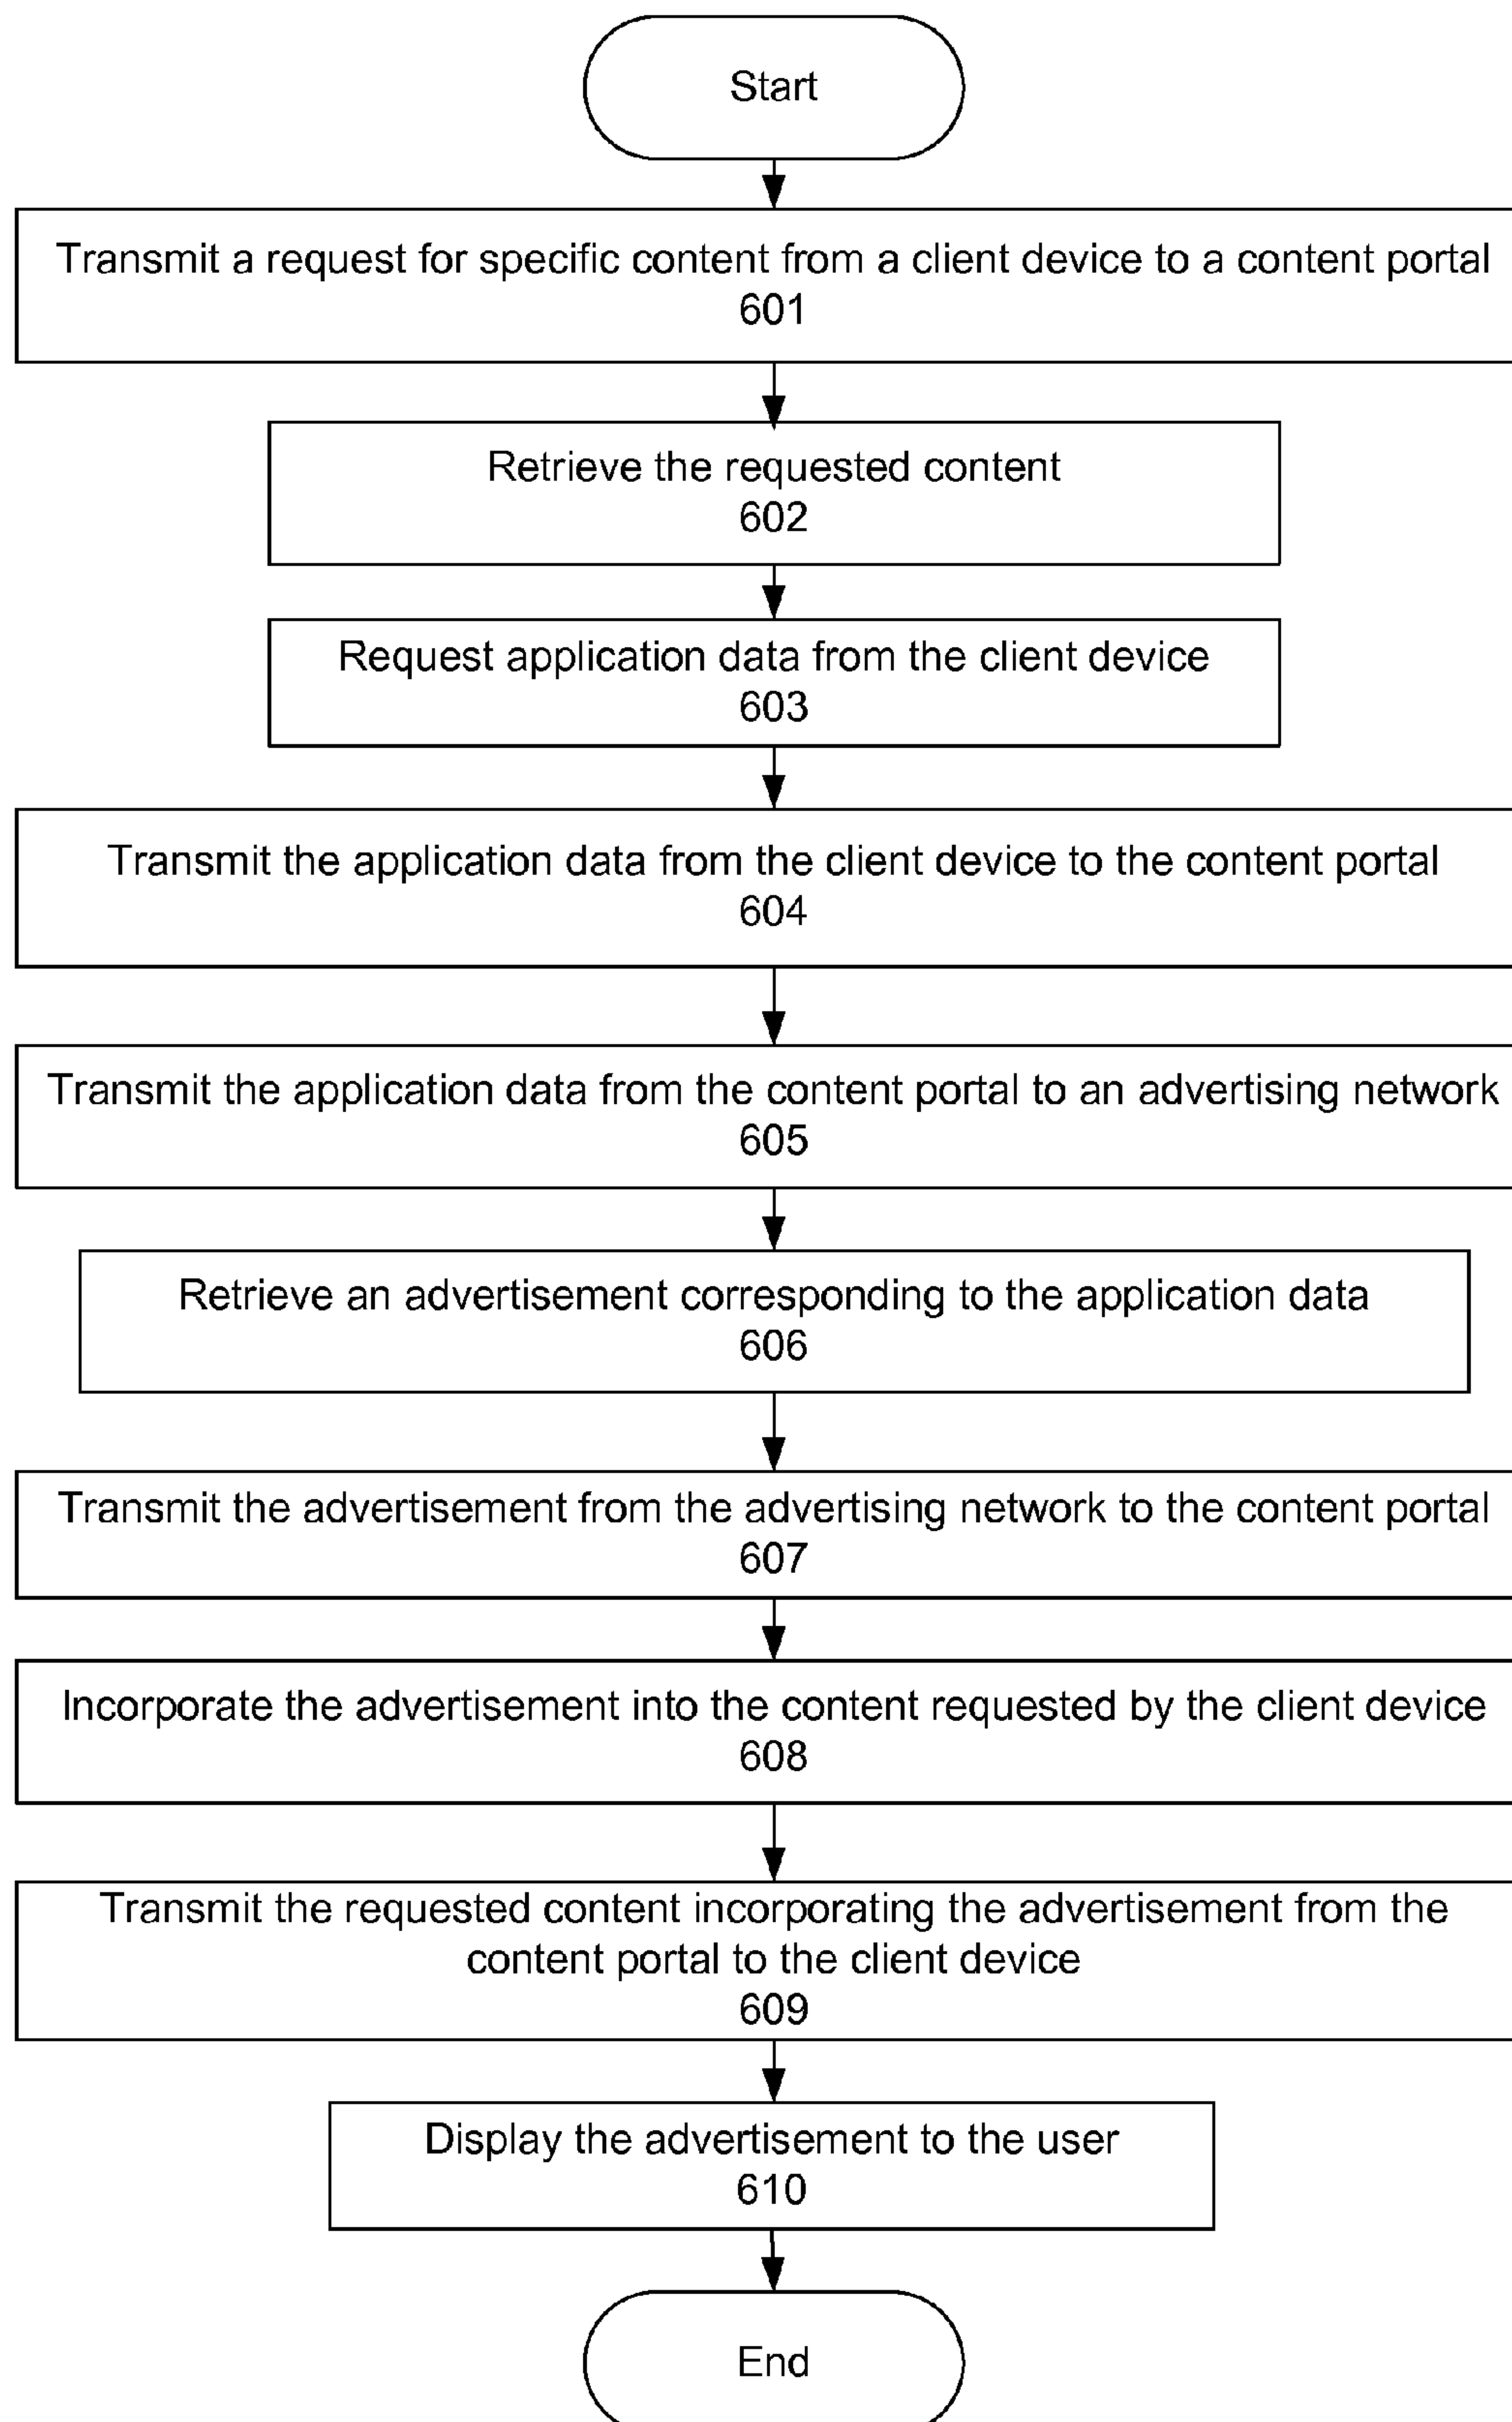 Start
Transmit a request for specific content from a client device to a content portal
601
Retrieve the requested content
602
Request application data from the client device
603
Transmit the application data from the client device to the content portal
604
Transmit the application data from the content portal to an advertising network
605
Retrieve an advertisement corresponding to the application data
606
Transmit the advertisement from the advertising network to the content portal
607
Incorporate the advertisement into the content requested by the client device
608
Transmit the requested content incorporating the advertisement from the
content portal to the client device
609
Display the advertisement to the user
610
End